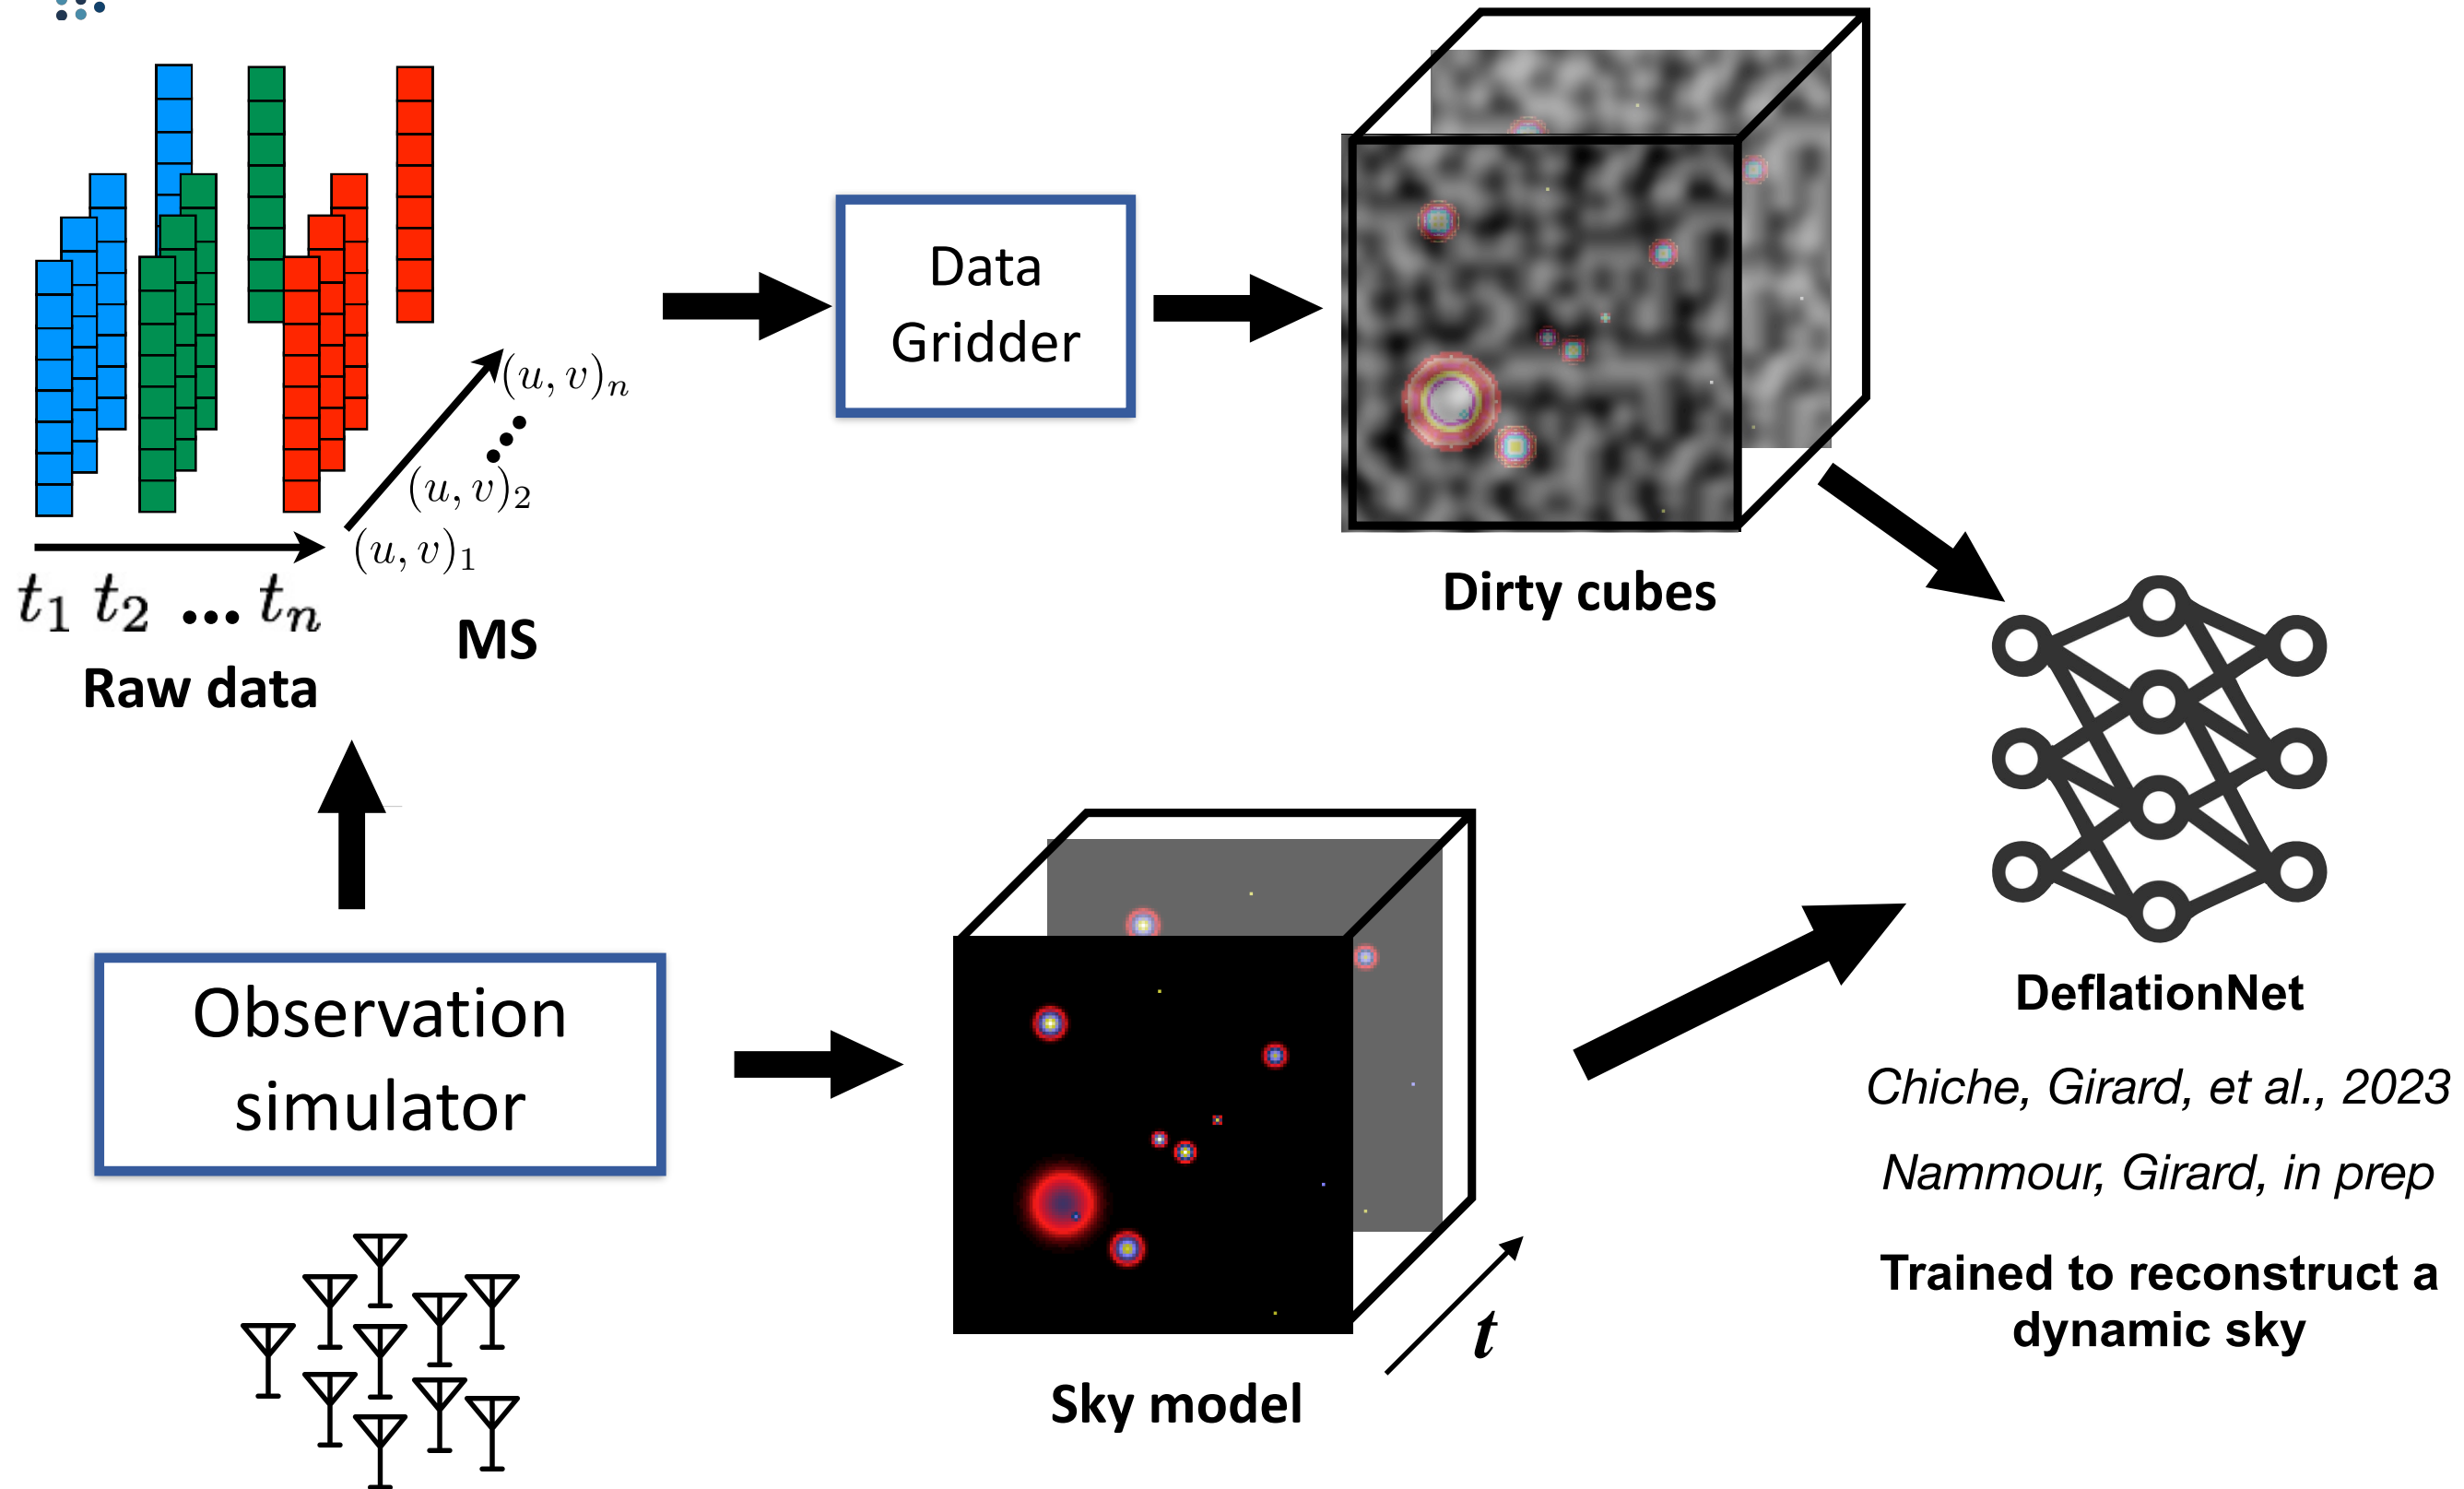 Data
Gridder
(u, v)n
(u, v)2
(u, v)1
t1 t2 ... tn
MS
Raw data
Dirty cubes
Observation
simulator
DeflationNet
Chiche, Girard, et al., 2023
Nammour, Girard, in prep
Trained to reconstruct a
dynamic sky
t
Sky model